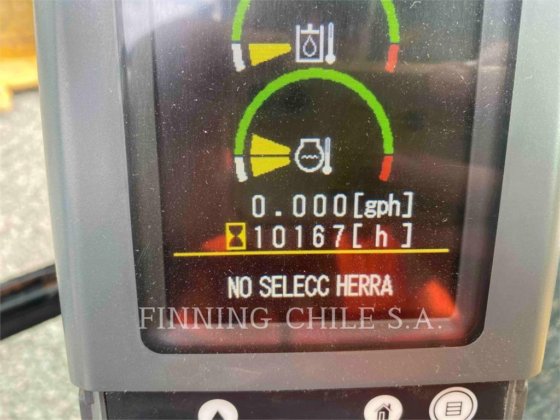 0.000[gph]
10167[ h ]
NO SELECC HERRA
FINNING CHILE S.A.